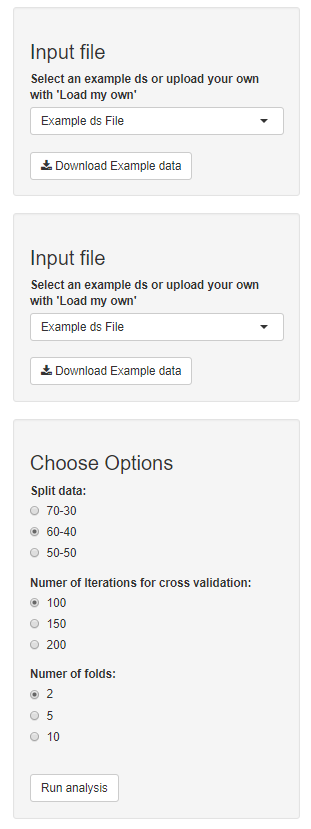 Input file
Select an example ds or upload your own
with 'Load my own'
Example ds File
Download Example data
Input file
Select an example ds or upload your own
with 'Load my own'
Example ds File
Download Example data
Choose Options
Split data:
70-30
60-40
50-50
Numer of Iterations for cross validation:
100
150
200
Numer of folds:
2
5
10
Run analysis